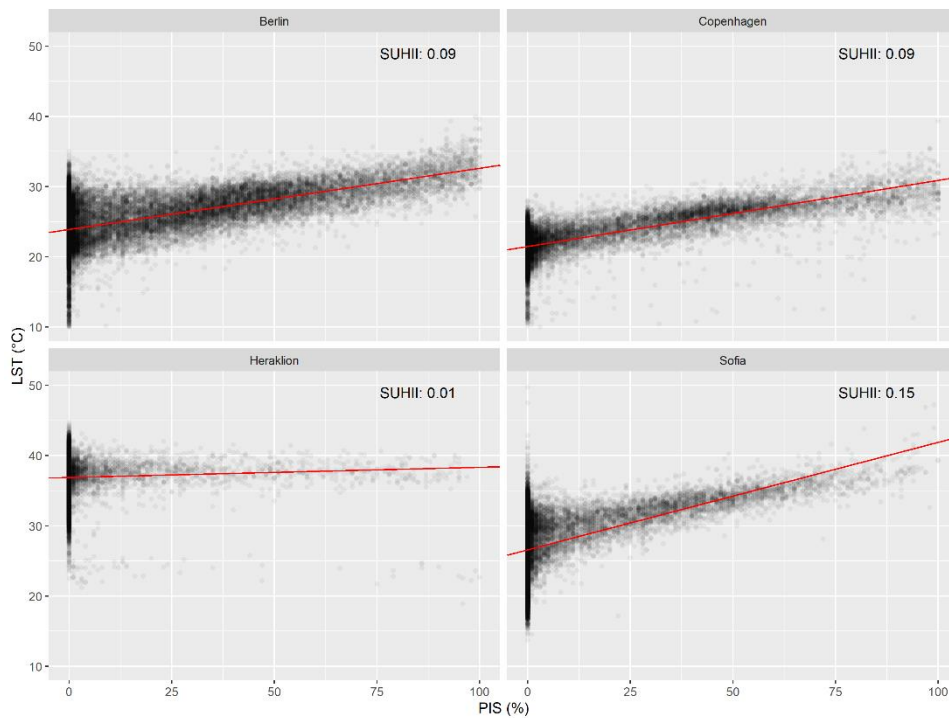 Berlin
Copenhagen
SUHII: 0.09
SUHII: 0.09
50
40
30
20
10
LST (°C)
Heraklion
Sofia
SUHII: 0.01
SUHII: 0.15
50
40
30
20
10
0 25 50 75 100 0 25 50 75 100
PIS (%)